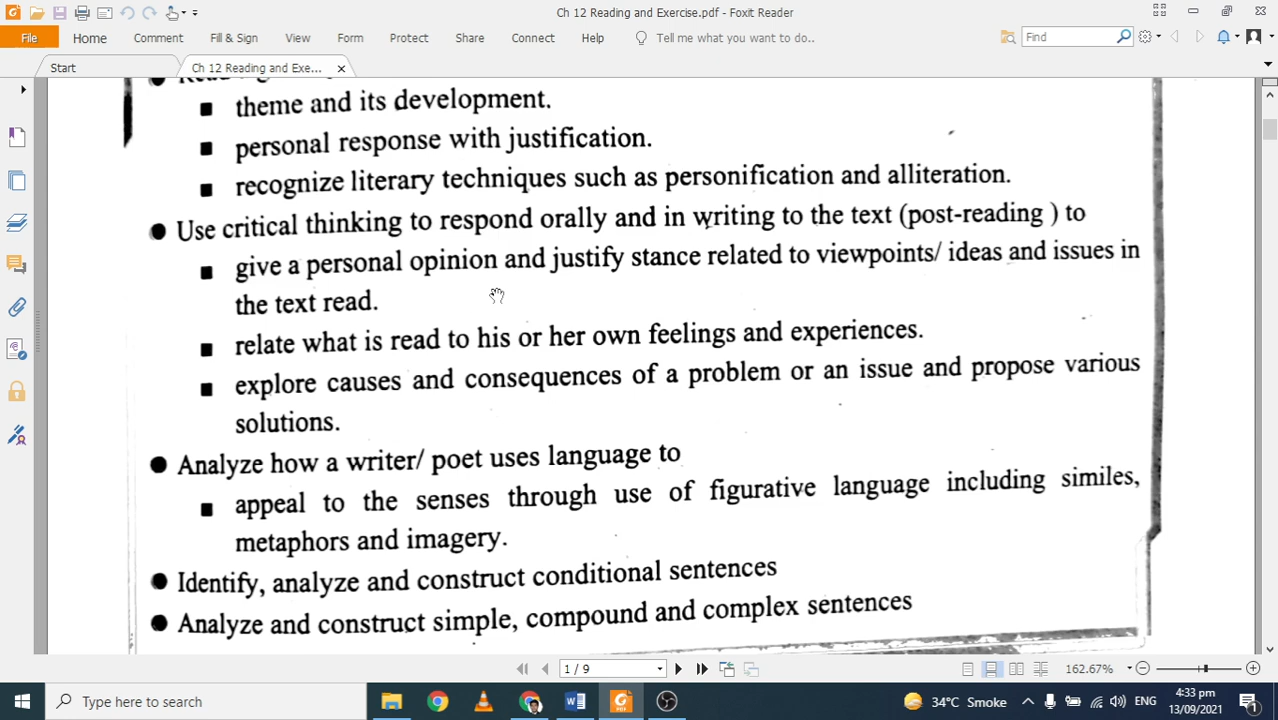 Ch 12 Reading and Exercise.pdf - Foxit Reader
File Home Comment Fill & Sign View Form Protect Share Connect Help Tell me what you want to do.. Find
Start Ch 12 Reading and Exe...
theme and its development.
personal response with justification.
recognize literary techniques such as personification and alliteration.
Use critical thinking to respond orally and in writing to the text (post-reading ) to
give a personal opinion and justify stance related to viewpoints/ ideas and issues in
the text read.
relate what is read to his or her own feelings and experiences.
explore causes and consequences of a problem or an issue and propose various
solutions.
Analyze how a writer/ poet uses language to
appeal to the senses through use of figurative language including similes,
metaphors and imagery.
Identify, analyze and construct conditional sentences
Analyze and construct simple, compound and complex sentences
1 / 9 162.67%
Type here to search 34°C Smoke ENG 4:33 pm
13/09/2021